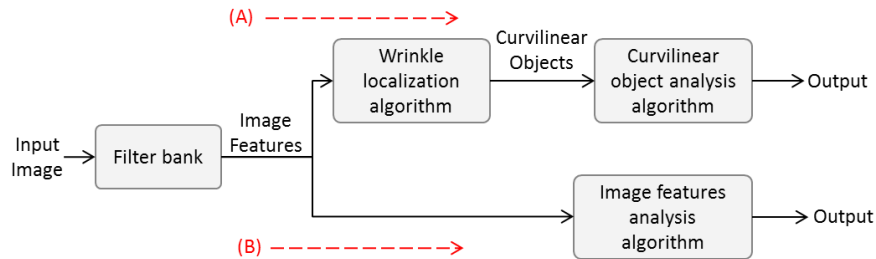 (A)
Wrinkle
localization
algorithm
Curvilinear
Objects
Curvilinear
object analysis
algorithm
Output
Input
Image
Filter bank
Image
Features
(B)
Image features
analysis
algorithm
Output